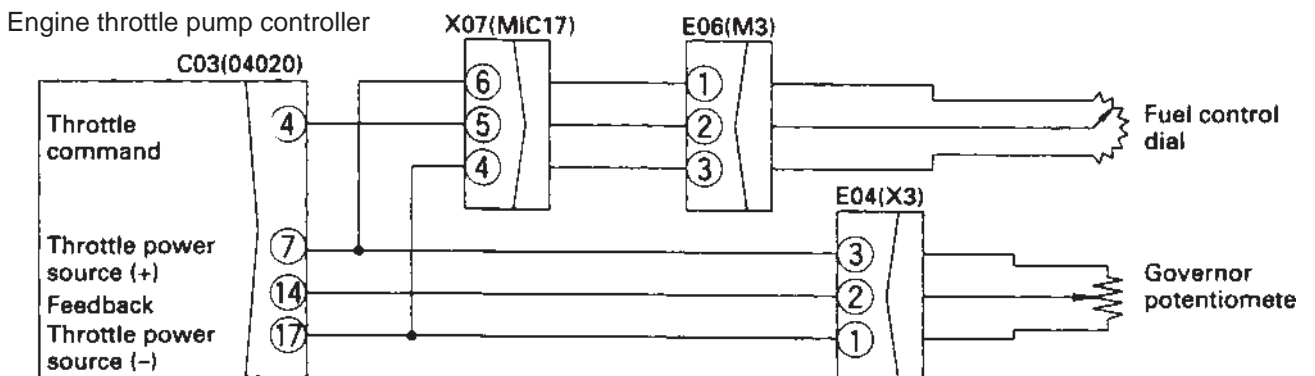 Engine throttle pump controller
X07(MIC17)
E06(M3)
C03(04020)
Throttle
command
4
6
5
4
1
2
3
Fuel control
dial
E04(X3)
Throttle power
source (+)
7
Feedback
14
Throttle power
source (−)
17
3
2
1
Governor
potentiomete